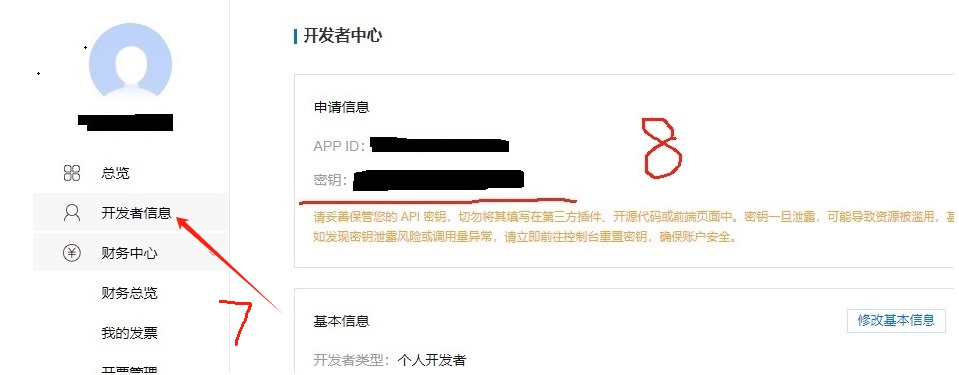 开发者中心
申请信息
APP ID：
密钥：
8
请妥善保管您的 API 密钥，切勿将其填写在第三方插件、开源代码或前端页面中。密钥一旦泄露，可能导致资源被滥用，甚
如发现密钥泄露风险或调用量异常，请立即前往控制台重置密钥，确保账户安全。
总览
开发者信息
¥ 财务中心
财务总览
我的发票
开票管理
7
基本信息
修改基本信息
开发者类型： 个人开发者